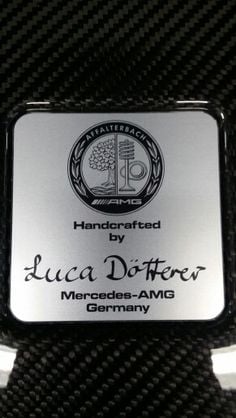 AFFALTERBACH
AMG
Handcrafted
by
Luca Dötterer
Mercedes-AMG
Germany